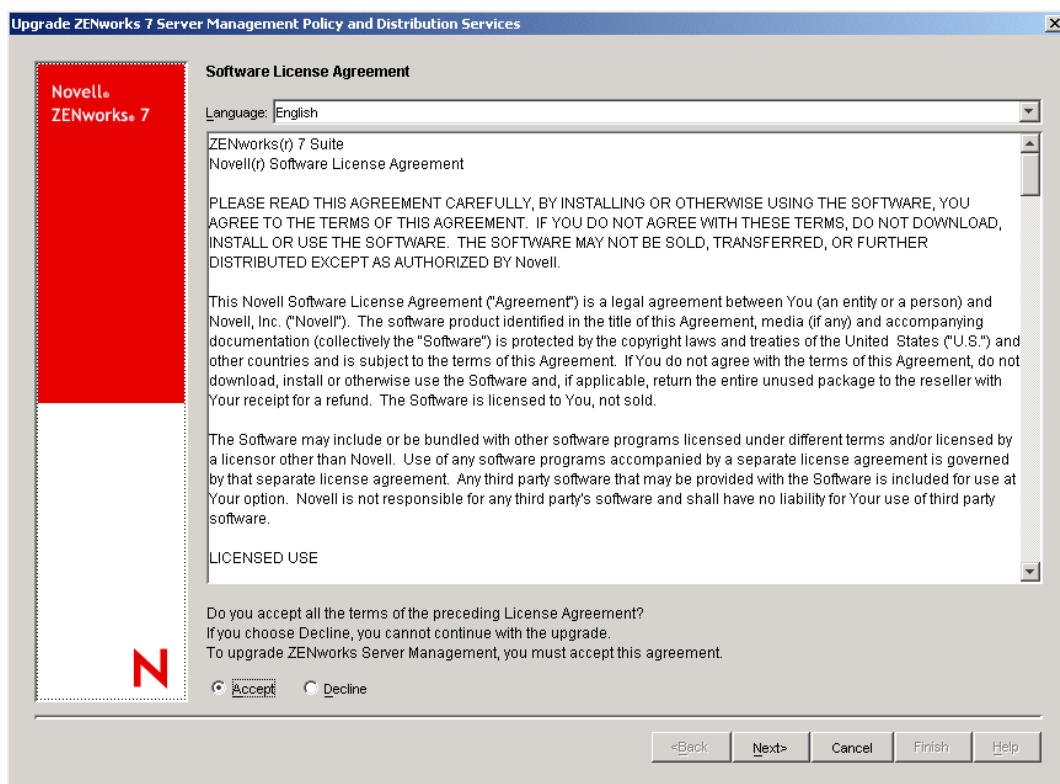 Upgrade ZENworks 7 Server Management Policy and Distribution Services
Novell®
ZENworks® 7
Software License Agreement
Language: English
ZENworks(r) 7 Suite
Novell(r) Software License Agreement
PLEASE READ THIS AGREEMENT CAREFULLY, BY INSTALLING OR OTHERWISE USING THE SOFTWARE, YOU
AGREE TO THE TERMS OF THIS AGREEMENT.  IF YOU DO NOT AGREE WITH THESE TERMS, DO NOT DOWNLOAD,
INSTALL OR USE THE SOFTWARE.  THE SOFTWARE MAY NOT BE SOLD, TRANSFERRED, OR FURTHER
DISTRIBUTED EXCEPT AS AUTHORIZED BY Novell.
This Novell Software License Agreement ("Agreement") is a legal agreement between You (an entity or a person) and
Novell, Inc. ("Novell").  The software product identified in the title of this Agreement, media (if any) and accompanying
documentation (collectively the "Software") is protected by the copyright laws and treaties of the United  States ("U.S.") and
other countries and is subject to the terms of this Agreement.  If You do not agree with the terms of this Agreement, do not
download, install or otherwise use the Software and, if applicable, return the entire unused package to the reseller with
Your receipt for a refund.  The Software is licensed to You, not sold.
The Software may include or be bundled with other software programs licensed under different terms and/or licensed by
a licensor other than Novell.  Use of any software programs accompanied by a separate license agreement is governed
by that separate license agreement.  Any third party software that may be provided with the Software is included for use at
Your option.  Novell is not responsible for any third party's software and shall have no liability for Your use of third party
software.
LICENSED USE
Do you accept all the terms of the preceding License Agreement?
If you choose Decline, you cannot continue with the upgrade.
To upgrade ZENworks Server Management, you must accept this agreement.
N
Accept Decline
<Back Next> Cancel Finish Help